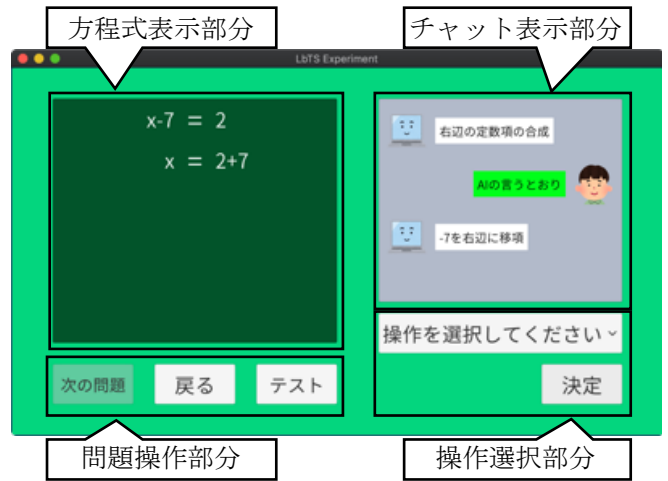 方程式表示部分
チャット表示部分
LbTS Experiment
x-7 = 2
x = 2+7
右辺の定数項の合成
AIの言うとおり
-7を右辺に移項
操作を選択してください
次の問題
戻る
テスト
決定
問題操作部分
操作選択部分